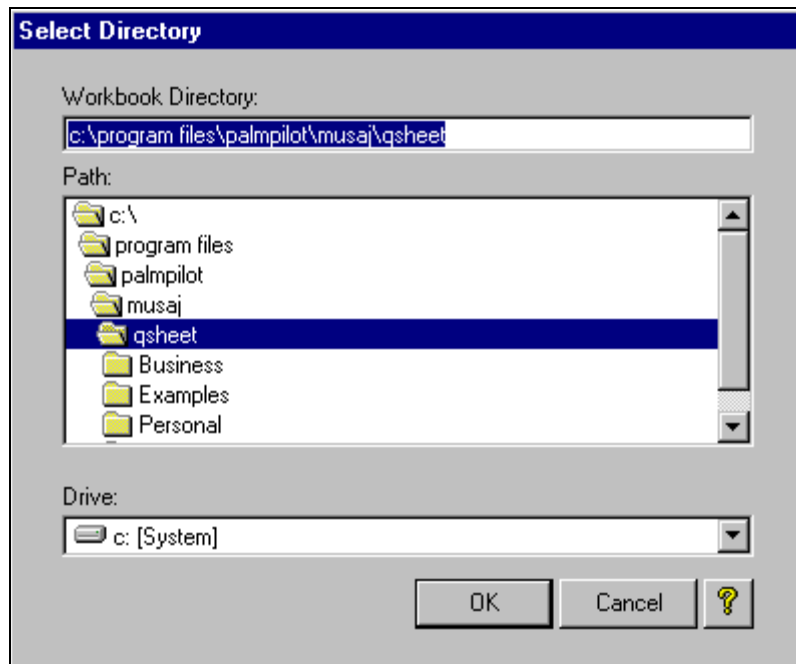 Select Directory
Workbook Directory:
c:\program files\palmpilot\musaj\qsheet
Path:
c:\
program files
palmpilot
musaj
qsheet
Business
Examples
Personal
Drive:
c: [System]
OK Cancel ?